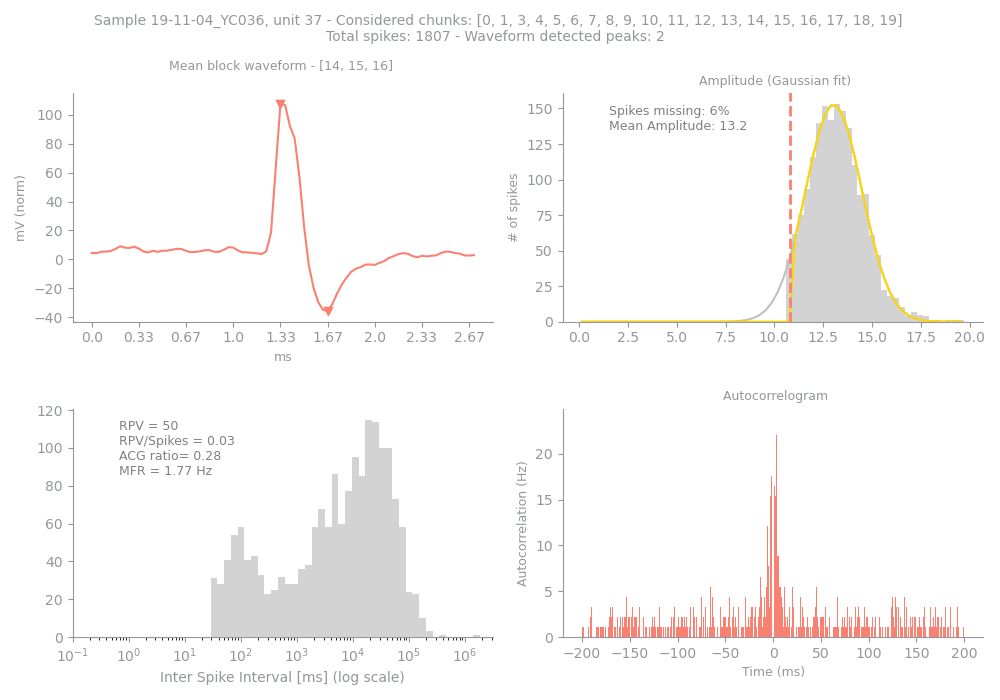 Sample 19-11-04_YC036, unit 37 - Considered chunks: [0, 1, 3, 4, 5, 6, 7, 8, 9, 10, 11, 12, 13, 14, 15, 16, 17, 18, 19]
Total spikes: 1807 - Waveform detected peaks: 2
Mean block waveform - [14, 15, 16]
mV (norm)
100
80
60
40
20
0
−20
−40
0.0 0.33 0.67 1.0 1.33 1.67 2.0 2.33 2.67
ms
Amplitude (Gaussian fit)
Spikes missing: 6%
Mean Amplitude: 13.2
# of spikes
150
125
100
75
50
25
0
0.0 2.5 5.0 7.5 10.0 12.5 15.0 17.5 20.0
RPV = 50
RPV/Spikes = 0.03
ACG ratio= 0.28
MFR = 1.77 Hz
120
100
80
60
40
20
0
10⁻¹ 10⁰ 10¹ 10² 10³ 10⁴ 10⁵ 10⁶
Inter Spike Interval [ms] (log scale)
Autocorrelogram
Autocorrelation (Hz)
20
15
10
5
0
−200 −150 −100 −50 0 50 100 150 200
Time (ms)